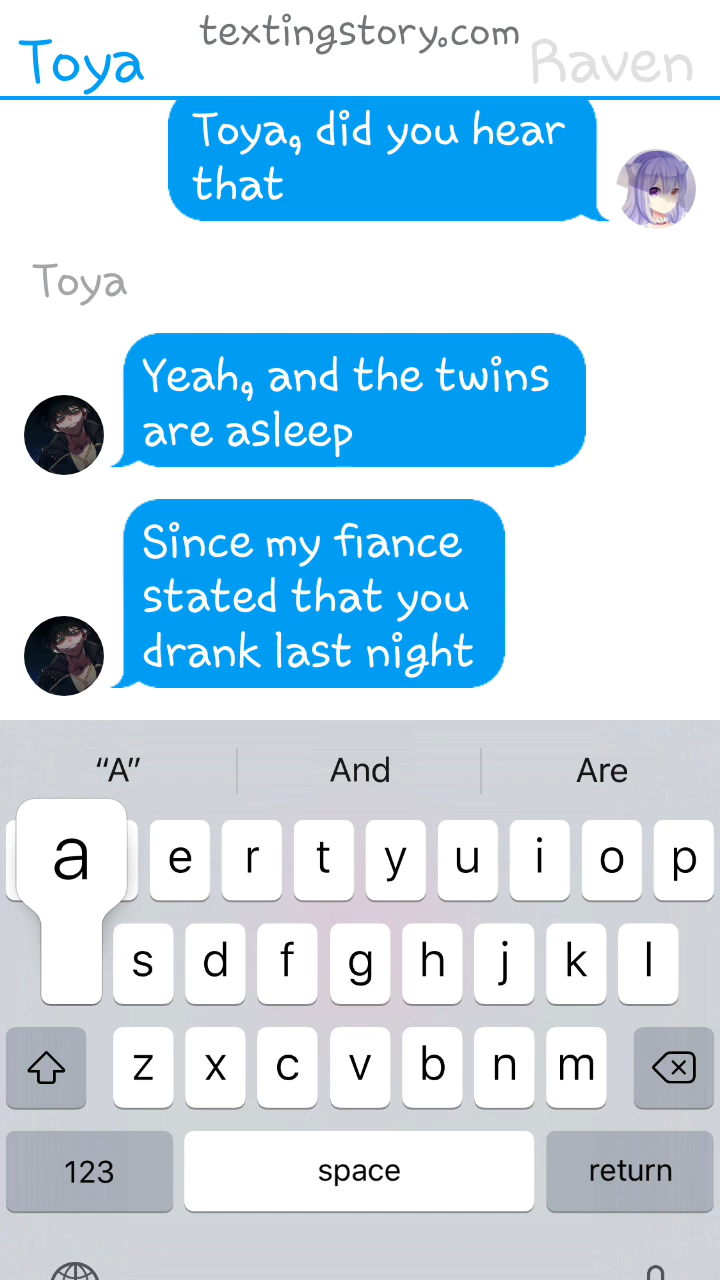 textingstory.com
Toya
Raven
Toya, did you hear
that
Toya
Yeah, and the twins
are asleep
Since my fiance
stated that you
drank last night
“A”
And
Are
a
e r t y u i o p
s d f g h j k l
z x c v b n m
123
space
return